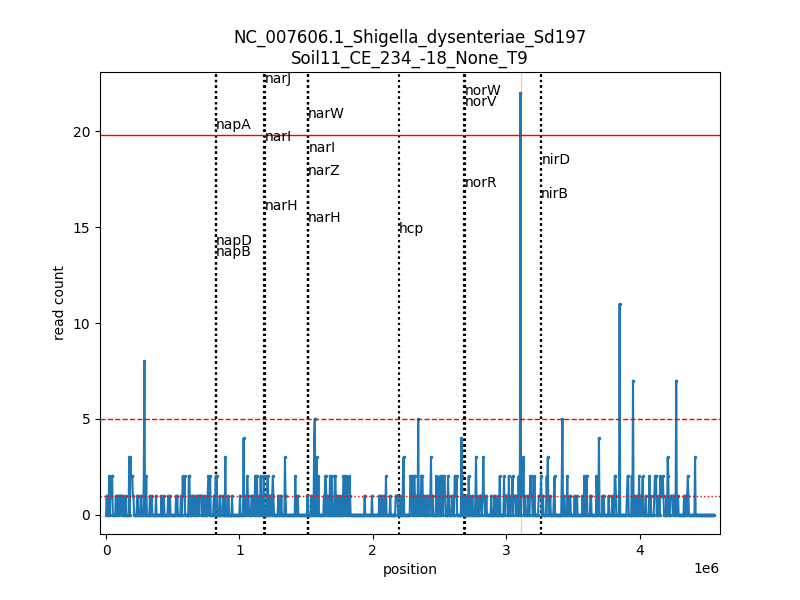 NC_007606.1_Shigella_dysenteriae_Sd197
Soil11_CE_234_-18_None_T9
narJ
norW
norV
narW
napA
narI
narI
nirD
narZ
norR
nirB
narH
narH
hcp
napD
napB
read count
20
15
10
5
0
0
1
2
3
4
1e6
position